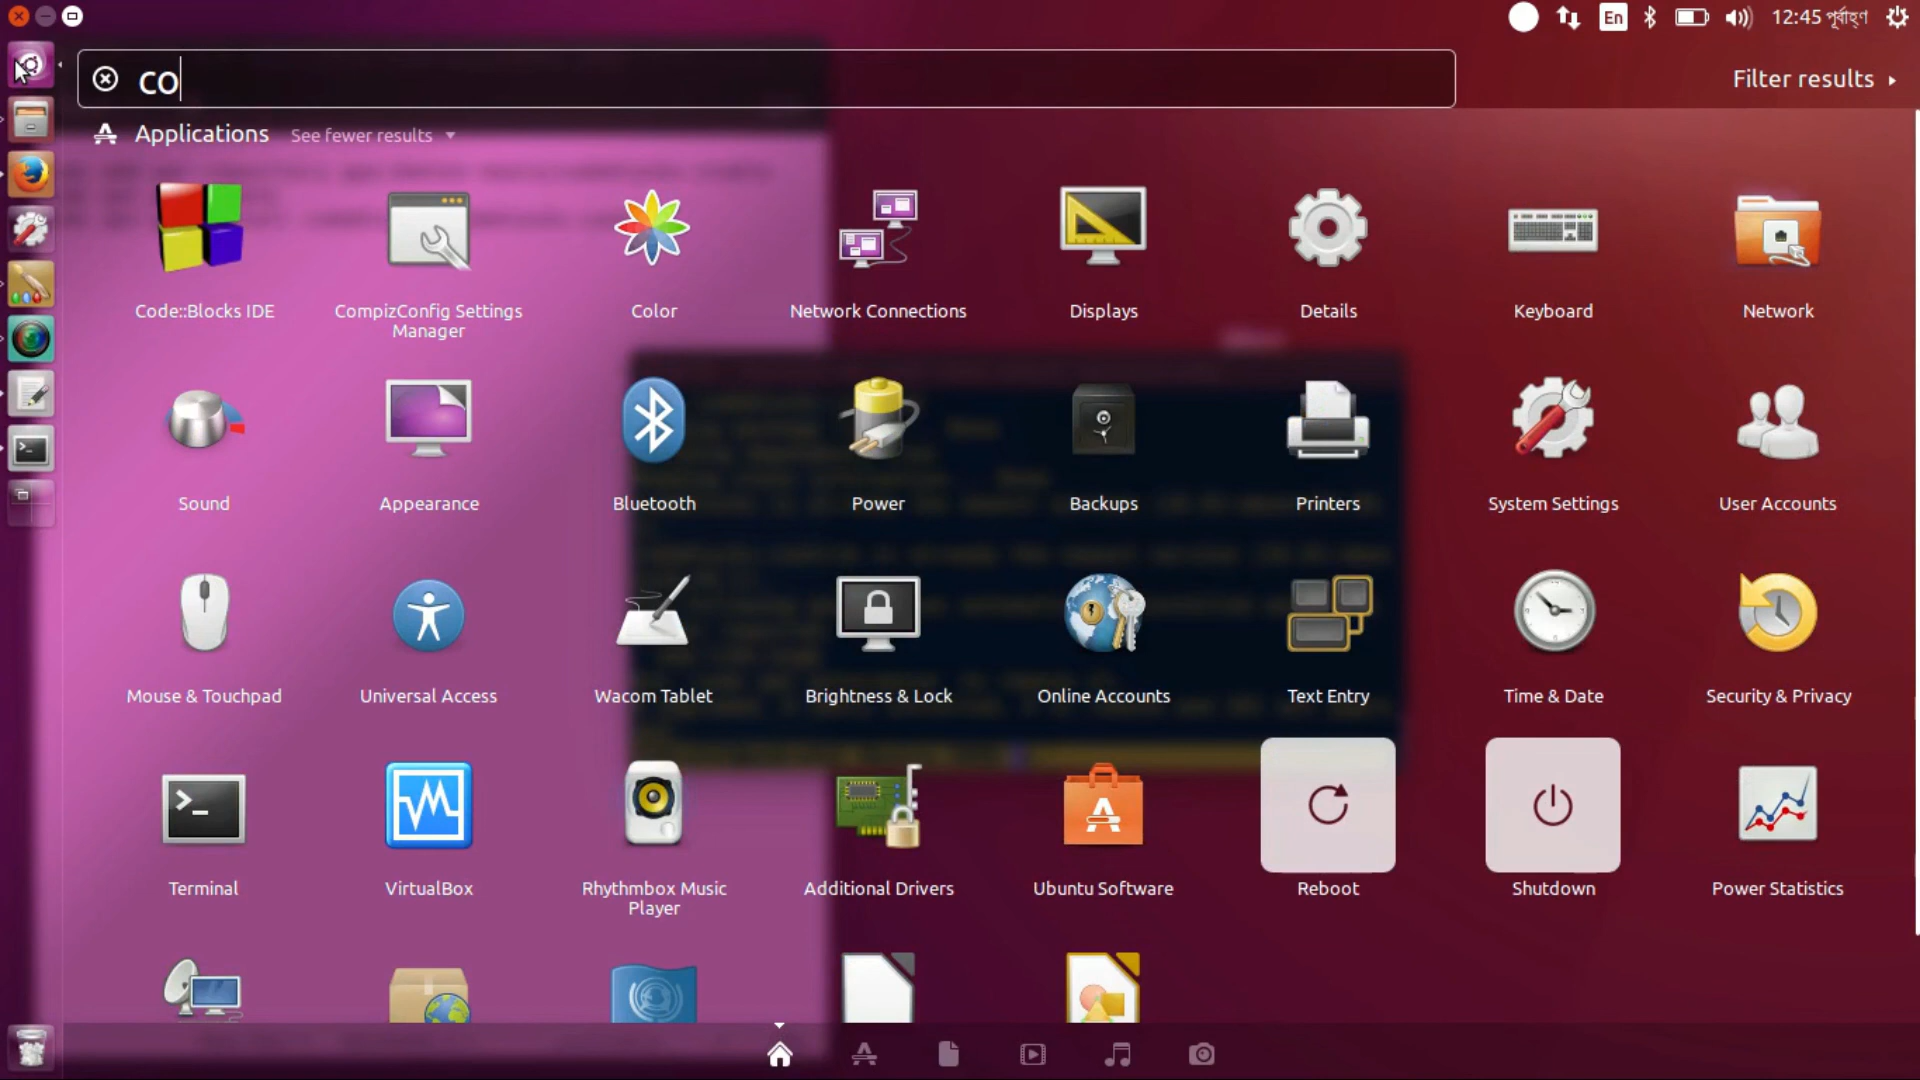 En
12:45 পূর্বাহ্ণ
co
Filter results
Applications See fewer results
Code::Blocks IDE
CompizConfig Settings
Manager
Color
Network Connections
Displays
Details
Keyboard
Network
Sound
Appearance
Bluetooth
Power
Backups
Printers
System Settings
User Accounts
Mouse & Touchpad
Universal Access
Wacom Tablet
Brightness & Lock
Online Accounts
Text Entry
Time & Date
Security & Privacy
Terminal
VirtualBox
Rhythmbox Music
Player
Additional Drivers
Ubuntu Software
Reboot
Shutdown
Power Statistics